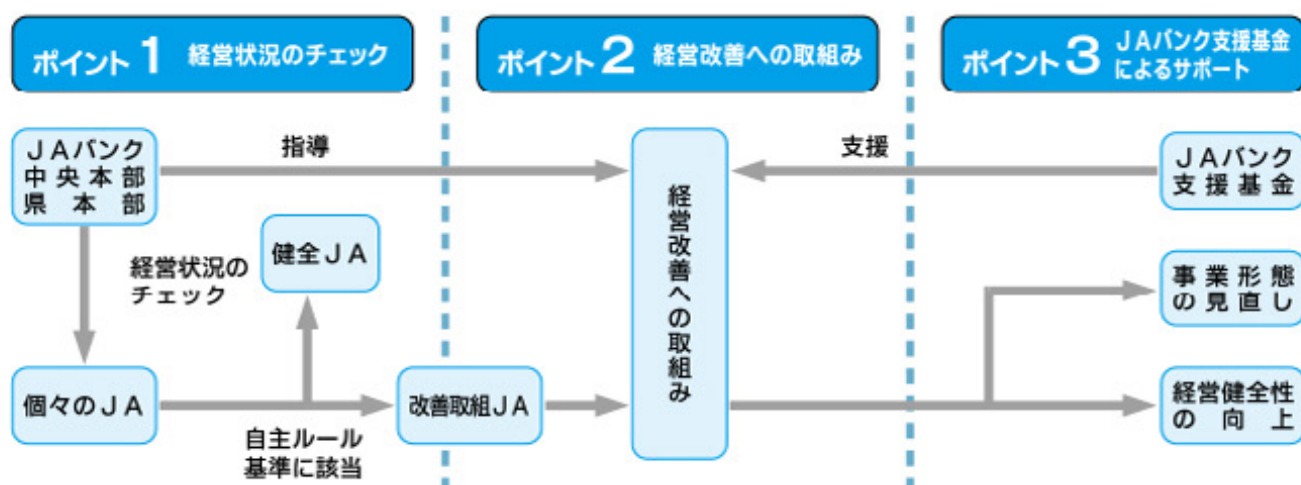 ポイント1 経営状況のチェック
ポイント2 経営改善への取組み
ポイント3 JAバンク支援基金
によるサポート
JAバンク
中央本部
県本部
指導
支援
JAバンク
支援基金
経営改善への取組み
健全JA
経営状況の
チェック
事業形態
の見直し
個々のJA
改善取組JA
経営健全性
の向上
自主ルール
基準に該当